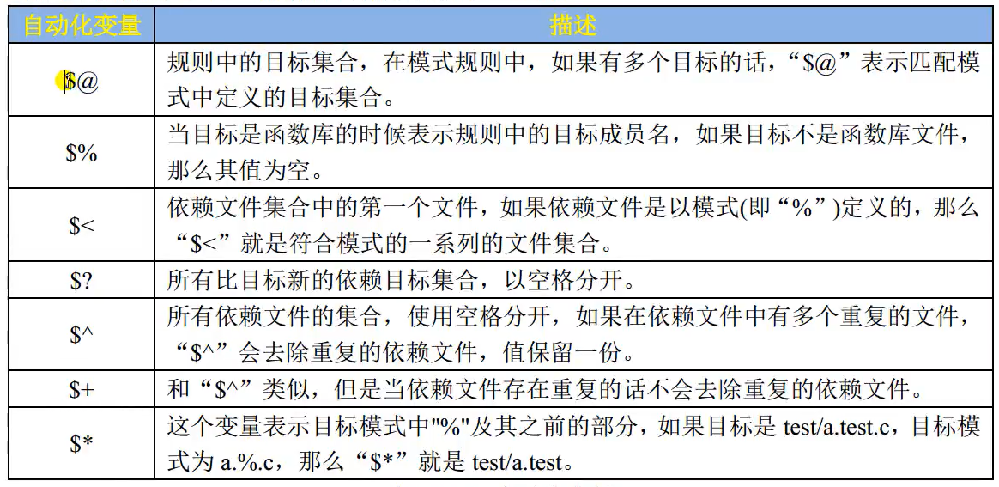 自动化变量 描述
$@ 规则中的目标集合，在模式规则中，如果有多个目标的话，“$@”表示匹配模
式中定义的目标集合。
$% 当目标是函数库的时候表示规则中的目标成员名，如果目标不是函数库文件，
那么其值为空。
$< 依赖文件集合中的第一个文件，如果依赖文件是以模式(即“%”)定义的，那么
“$<”就是符合模式的一系列的文件集合。
$? 所有比目标新的依赖目标集合，以空格分开。
$^ 所有依赖文件的集合，使用空格分开，如果在依赖文件中有多个重复的文件，
“$^”会去除重复的依赖文件，值保留一份。
$+ 和“$^”类似，但是当依赖文件存在重复的话不会去除重复的依赖文件。
$* 这个变量表示目标模式中"%"及其之前的部分，如果目标是 test/a.test.c，目标模
式为 a.%.c，那么“$*”就是 test/a.test。